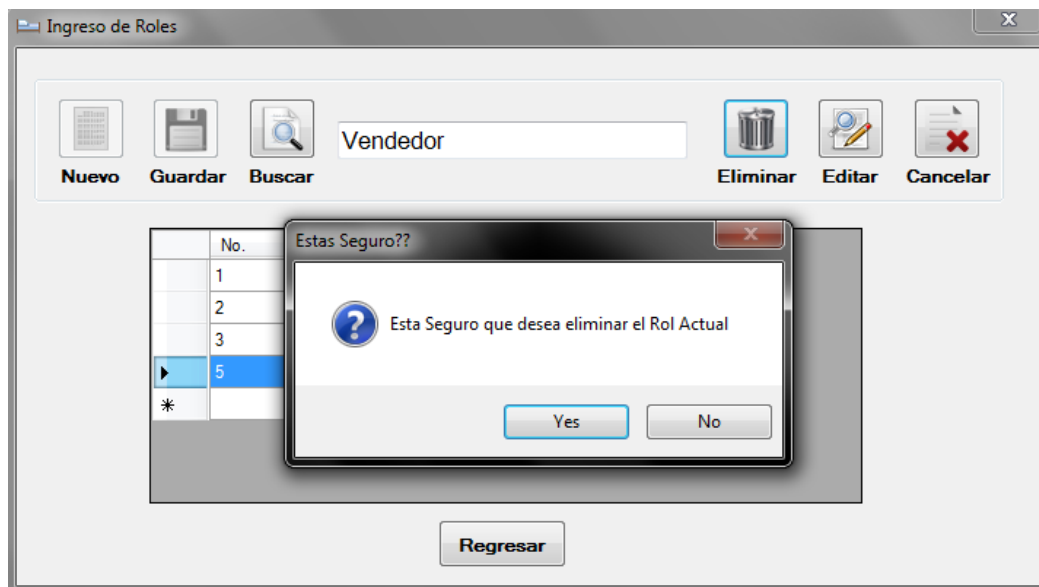 Ingreso de Roles
Vendedor
Nuevo Guardar Buscar Eliminar Editar Cancelar
No.
1
2
3
5
Estas Seguro??
Esta Seguro que desea eliminar el Rol Actual
Yes No
Regresar